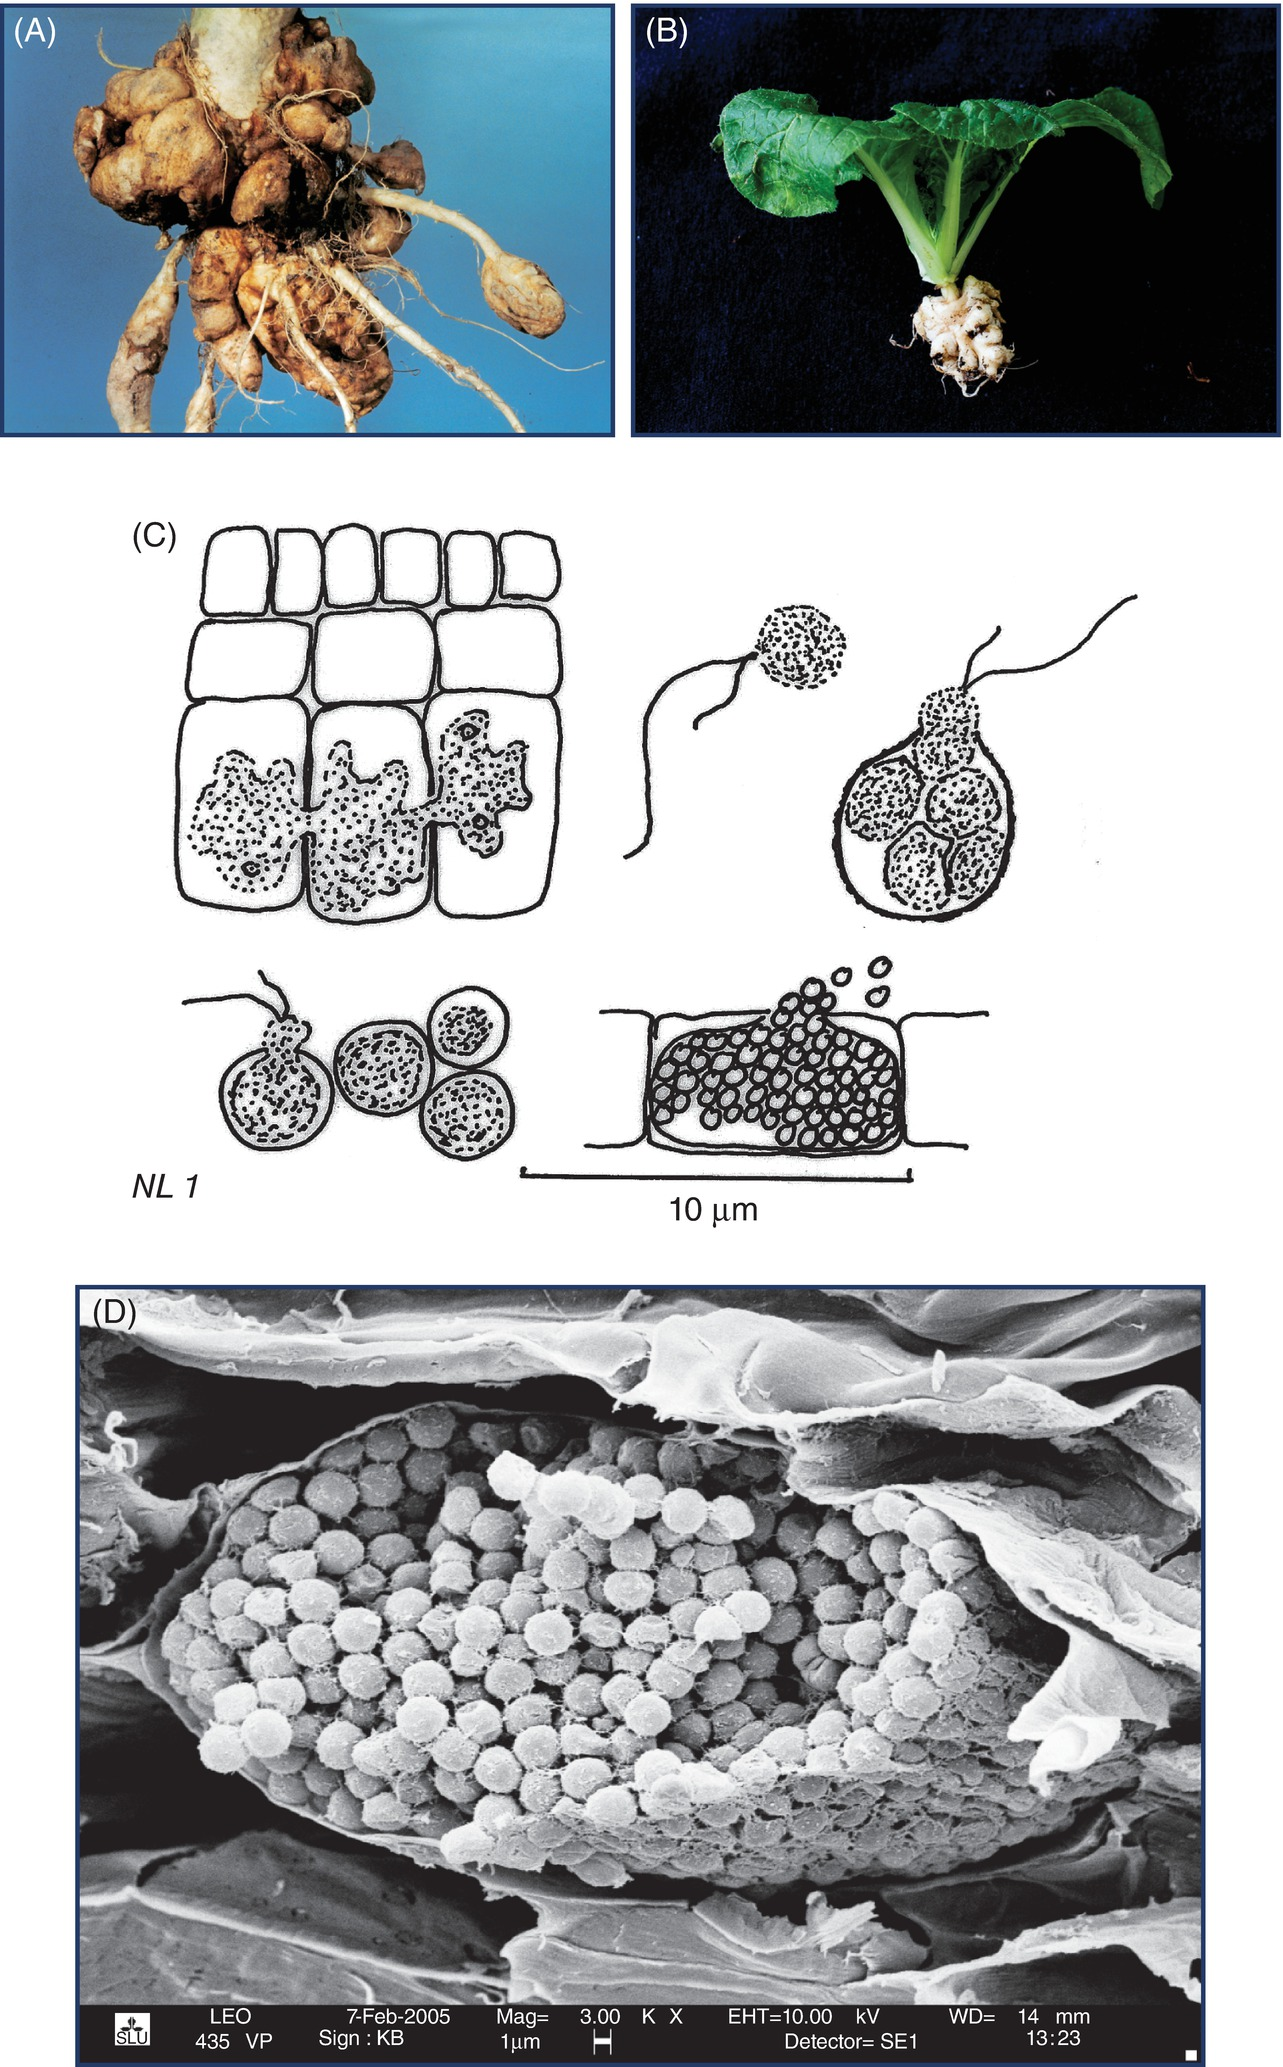 (A)
(B)
(C)
NL 1
10 μm
(D)
SLU
LEO 7-Feb-2005 Mag= 3.00 K X EHT=10.00 kV WD= 14 mm
435 VP Sign : KB 1μm Detector= SE1 13:23